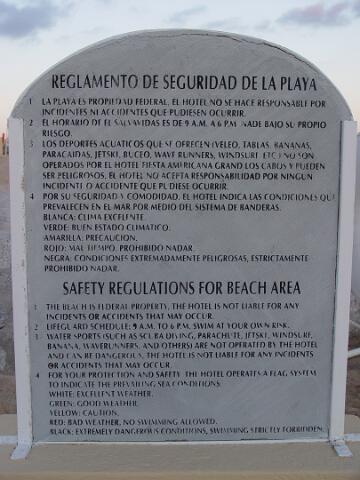 REGLAMENTO DE SEGURIDAD DE LA PLAYA
1 LA PLAYA ES PROPIEDAD FEDERAL. EL HOTEL NO SE HACE RESPONSABLE POR
INCIDENTES NI ACCIDENTES QUE PUDIESEN OCURRIR.
2 EL HORARIO DEL SALVAVIDAS ES DE 9 A.M. A 6 P.M. NADE BAJO SU PROPIO
RIESGO.
3 LOS DEPORTES ACUATICOS QUE SE OFRECEN (VELEO, TABLAS, BANANAS,
PARACAIDAS, JETSKI, BUCEO, WAVE RUNNERS, WINDSURF, ETC.) NO SON
OPERADOS POR EL HOTEL FIESTA AMERICANA GRAND LOS CABOS Y PUEDEN
SER PELIGROSOS. EL HOTEL NO ACEPTA RESPONSABILIDAD POR NINGUN
INCIDENTE O ACCIDENTE QUE PUDIESE OCURRIR.
4 POR SU SEGURIDAD Y COMODIDAD, EL HOTEL INDICA LAS CONDICIONES QUE
PREVALECEN EN EL MAR POR MEDIO DEL SISTEMA DE BANDERAS.
BLANCA: CLIMA EXCELENTE.
VERDE: BUEN ESTADO CLIMATICO.
AMARILLA: PRECAUCION.
ROJO: MAL TIEMPO, PROHIBIDO NADAR.
NEGRA: CONDICIONES EXTREMADAMENTE PELIGROSAS, ESTRICTAMENTE
PROHIBIDO NADAR.
SAFETY REGULATIONS FOR BEACH AREA
1 THE BEACH IS FEDERAL PROPERTY, THE HOTEL IS NOT LIABLE FOR ANY
INCIDENTS OR ACCIDENTS THAT MAY OCCUR.
2 LIFEGUARD SCHEDULE: 9 A.M. TO 6 P.M. SWIM AT YOUR OWN RISK.
3 WATER SPORTS (SUCH AS SCUBA DIVING, PARACHUTE, JETSKI, WINDSURF,
BANANA, WAVERUNNERS, AND OTHERS) ARE NOT OPERATED BY THE HOTEL
AND CAN BE DANGEROUS, THE HOTEL IS NOT LIABLE FOR ANY INCIDENTS
OR ACCIDENTS THAT MAY OCCUR.
4 FOR YOUR PROTECTION AND SAFETY, THE HOTEL OPERATES A FLAG SYSTEM
TO INDICATE THE PREVAILING SEA CONDITIONS:
WHITE: EXCELLENT WEATHER.
GREEN: GOOD WEATHER.
YELLOW: CAUTION.
RED: BAD WEATHER, NO SWIMMING ALLOWED.
BLACK: EXTREMELY DANGEROUS CONDITIONS, SWIMMING STRICTLY FORBIDDEN.